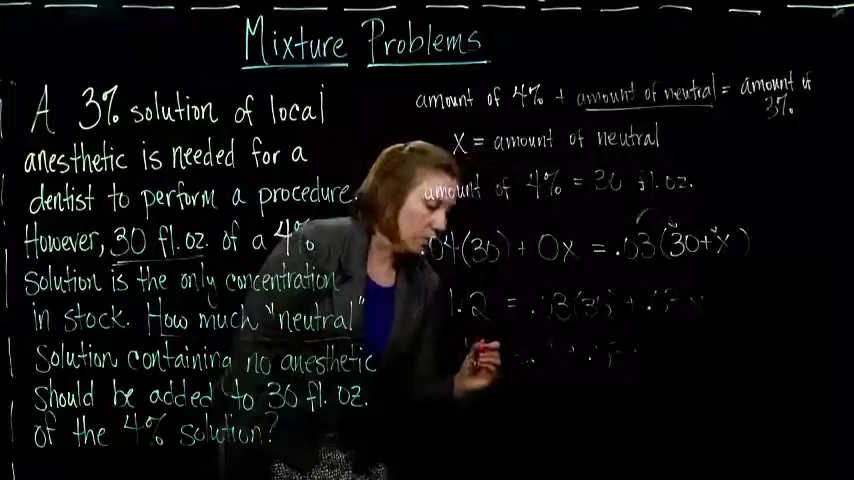 Mixture Problems
A 3% solution of local
anesthetic is needed for a
dentist to perform a procedure.
However, 30 fl. oz. of a 4%
solution is the only concentration
in stock. How much "neutral"
solution containing no anesthetic
should be added to 30 fl. oz.
of the 4% solution?
amount of 4% + amount of neutral = amount of
3%
x = amount of neutral
amount of 4% = 30 fl. oz.
.04(30) + 0x = .03(30+x)
1.2 =